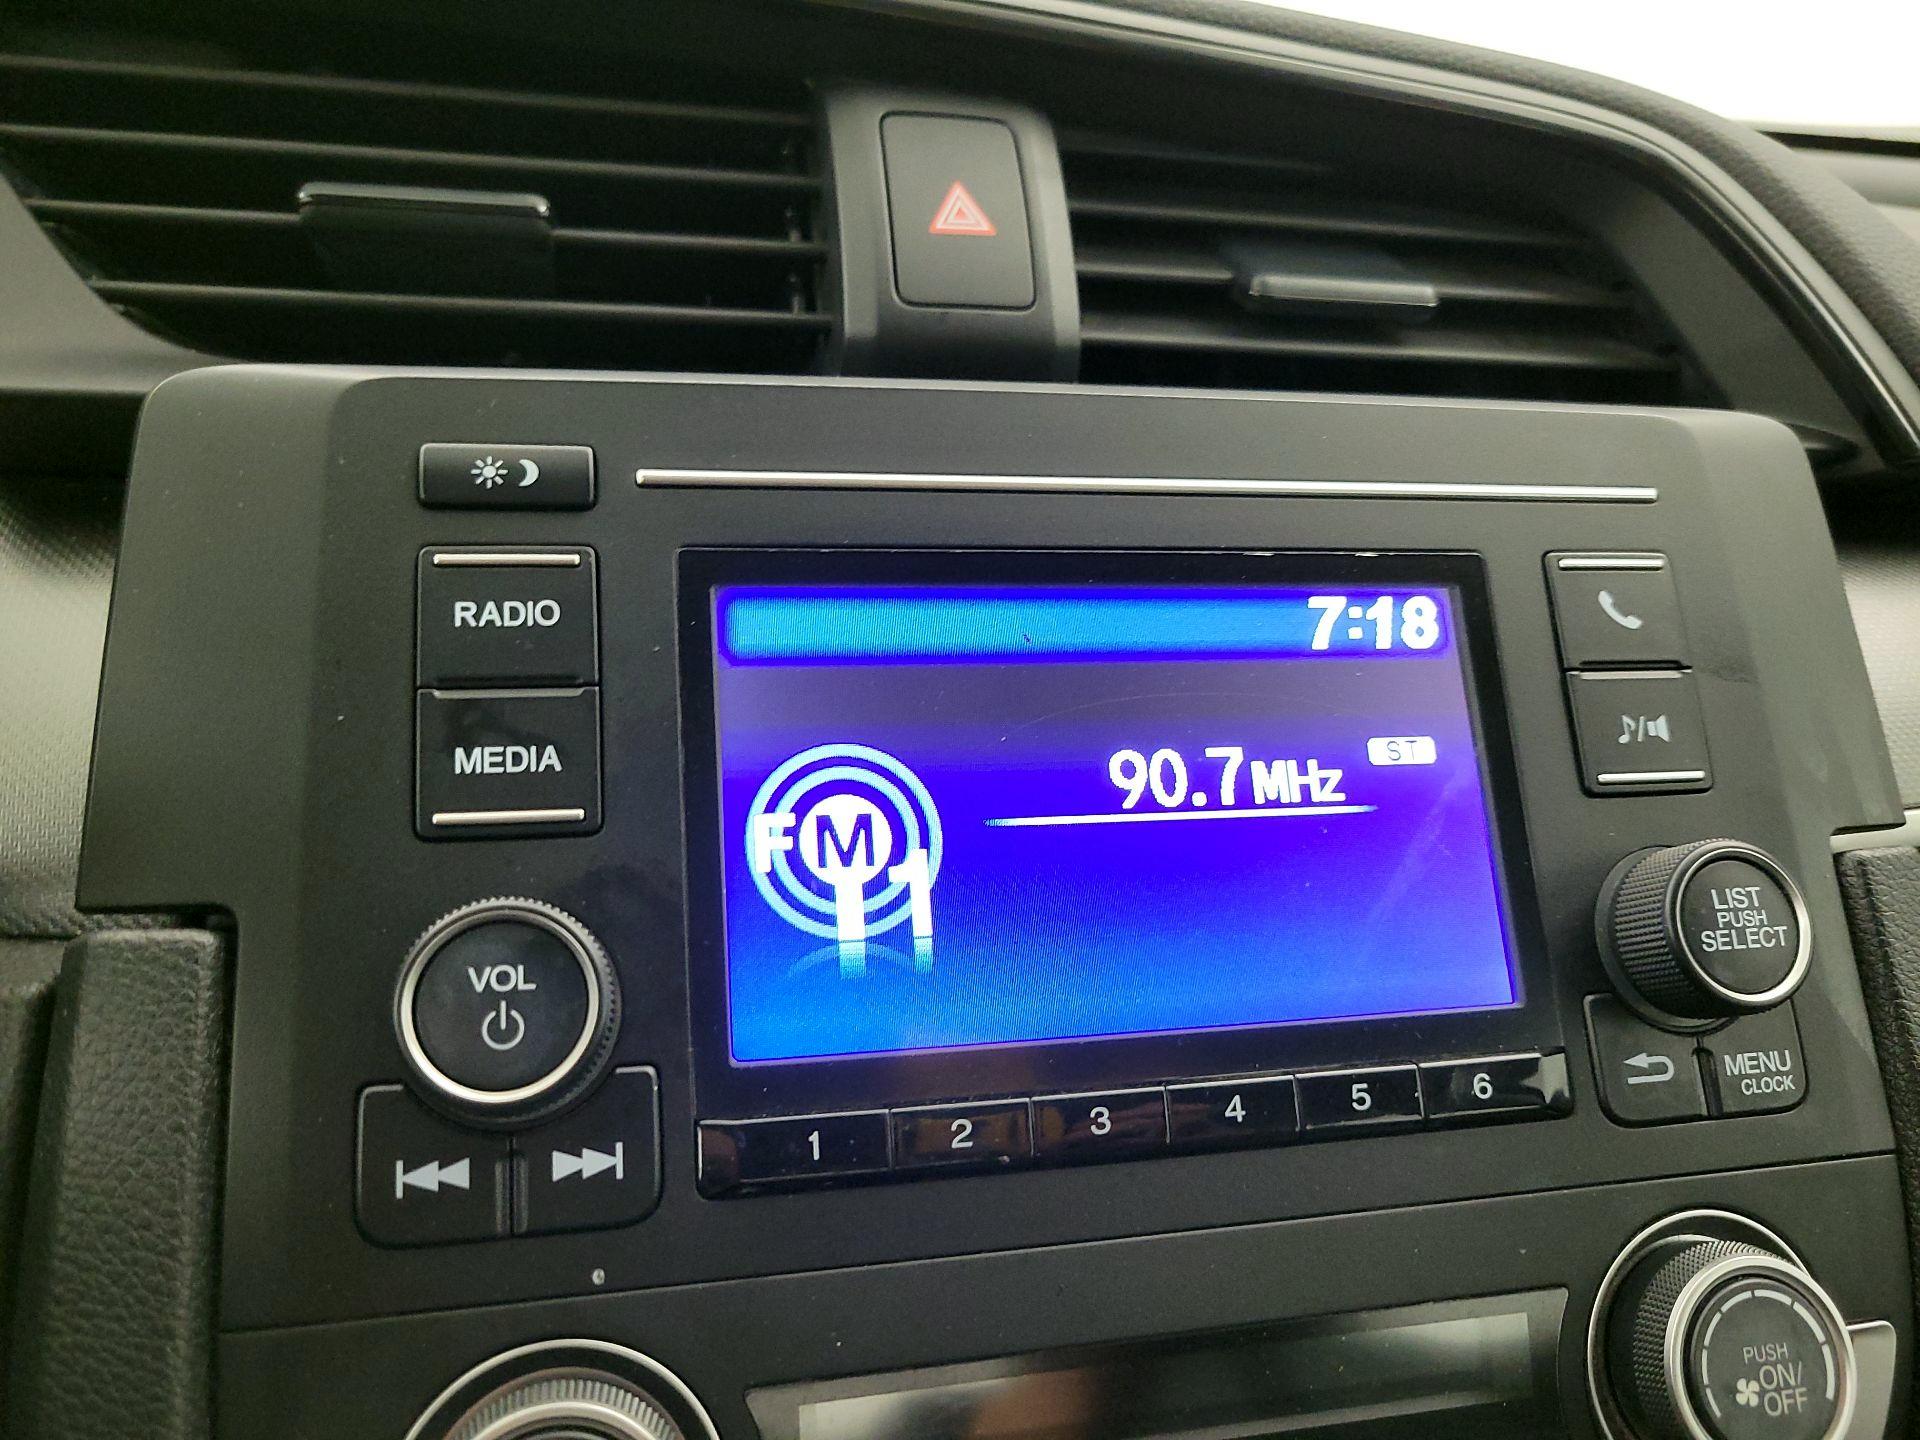 RADIO
7:18
MEDIA
90.7MHz
ST
FM
1
VOL
LIST
PUSH
SELECT
MENU
CLOCK
1 2 3 4 5 6
PUSH
ON/
OFF